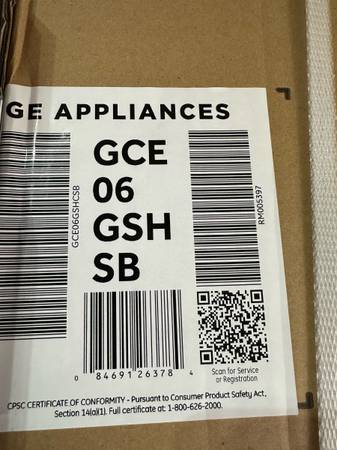 GE APPLIANCES
GCE
06
GSH
SB
GCE06GSHCSB
RM005397
0 84691 26378 4
Scan for Service
or Registration
CPSC CERTIFICATE OF CONFORMITY - Pursuant to Consumer Product Safety Act,
Section 14(a)(1). Full certificate at: 1-800-626-2000.